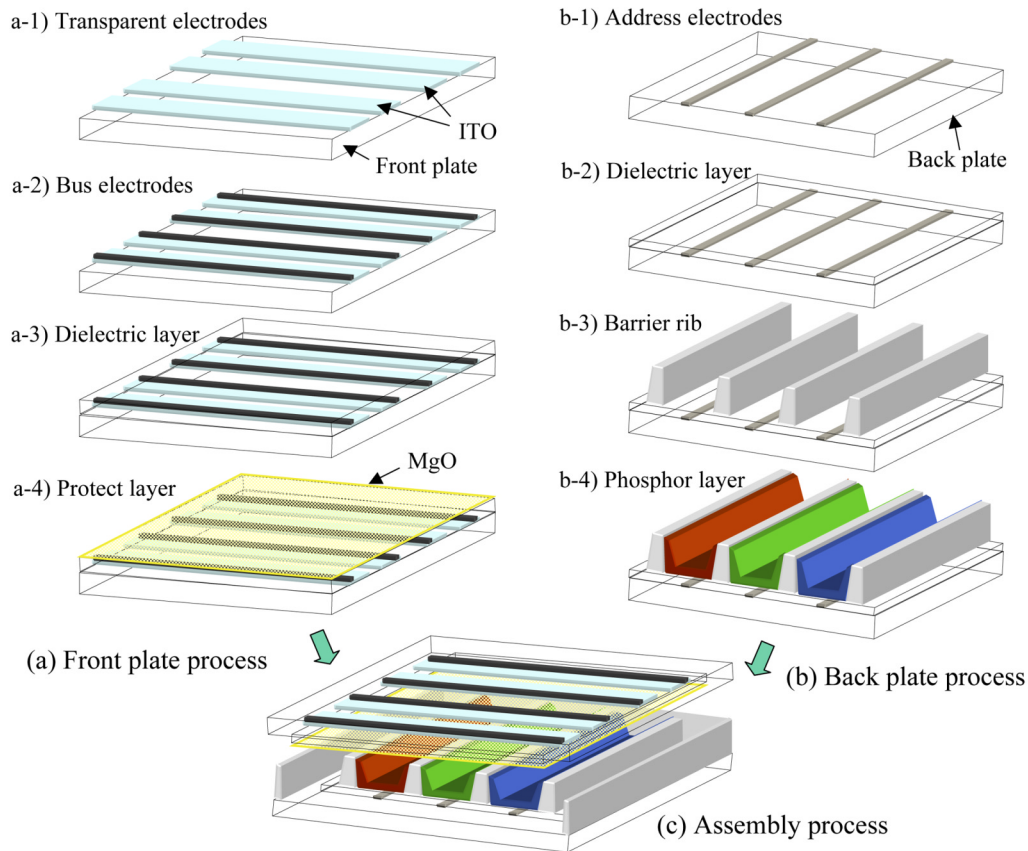 a-1) Transparent electrodes
ITO
Front plate
a-2) Bus electrodes
a-3) Dielectric layer
a-4) Protect layer
MgO
(a) Front plate process
b-1) Address electrodes
Back plate
b-2) Dielectric layer
b-3) Barrier rib
b-4) Phosphor layer
(b) Back plate process
(c) Assembly process